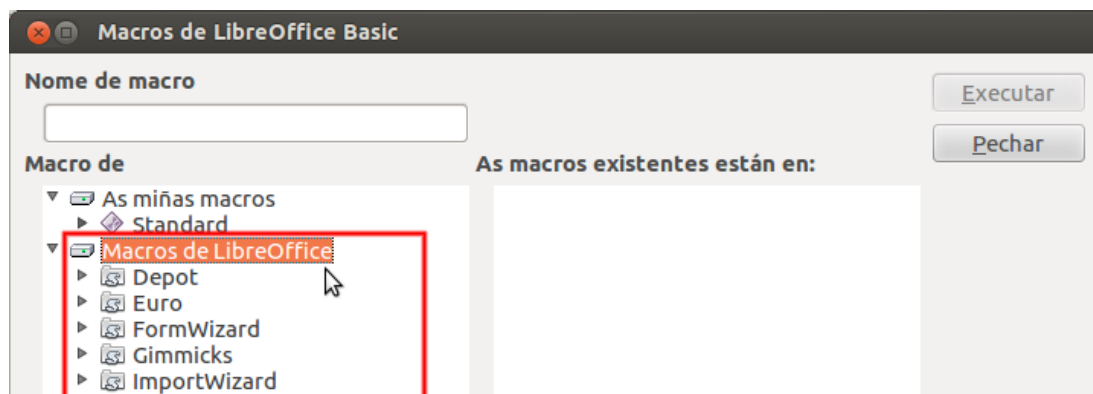 Macros de LibreOffice Basic
Nome de macro
Executar
Pechar
Macro de
As macros existentes están en:
As miñas macros
Standard
Macros de LibreOffice
Depot
Euro
FormWizard
Gimmicks
ImportWizard